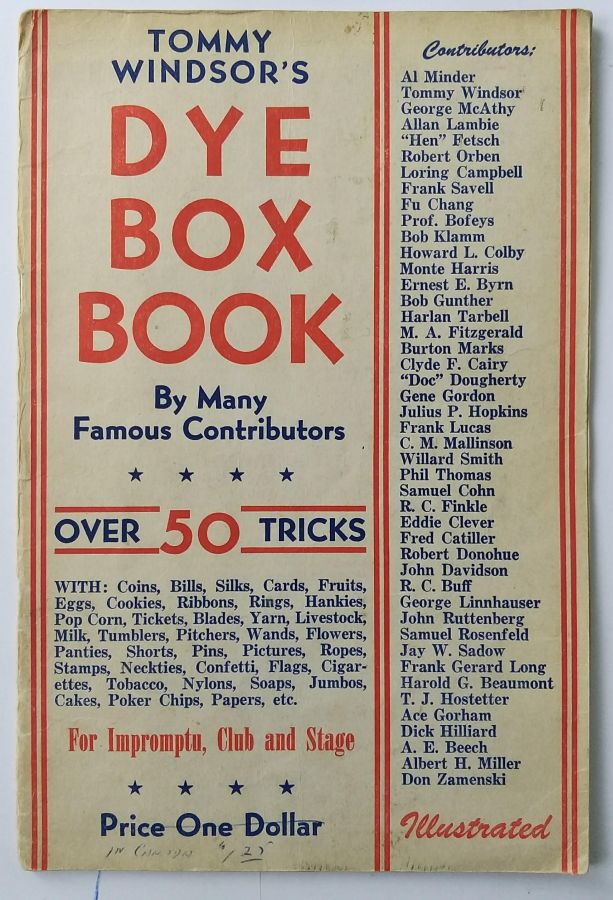 TOMMY
WINDSOR'S
DYE
BOX
BOOK
By Many
Famous Contributors
OVER 50 TRICKS
WITH: Coins, Bills, Silks, Cards, Fruits,
Eggs, Cookies, Ribbons, Rings, Hankies,
Pop Corn, Tickets, Blades, Yarn, Livestock,
Milk, Tumblers, Pitchers, Wands, Flowers,
Panties, Shorts, Pins, Pictures, Ropes,
Stamps, Neckties, Confetti, Flags, Cigar-
ettes, Tobacco, Nylons, Soaps, Jumbos,
Cakes, Poker Chips, Papers, etc.
For Impromptu, Club and Stage
Price One Dollar
Contributors:
Al Minder
Tommy Windsor
George McAthy
Allan Lambie
"Hen" Fetsch
Robert Orben
Loring Campbell
Frank Savell
Fu Chang
Prof. Bofeys
Bob Klamm
Howard L. Colby
Monte Harris
Ernest E. Byrn
Bob Gunther
Harlan Tarbell
M. A. Fitzgerald
Burton Marks
Clyde F. Cairy
"Doc" Dougherty
Gene Gordon
Julius P. Hopkins
Frank Lucas
C. M. Mallinson
Willard Smith
Phil Thomas
Samuel Cohn
R. C. Finkle
Eddie Clever
Fred Catiller
Robert Donohue
John Davidson
R. C. Buff
George Linnhauser
John Ruttenberg
Samuel Rosenfeld
Jay W. Sadow
Frank Gerard Long
Harold G. Beaumont
T. J. Hostetter
Ace Gorham
Dick Hilliard
A. E. Beech
Albert H. Miller
Don Zamenski
Illustrated